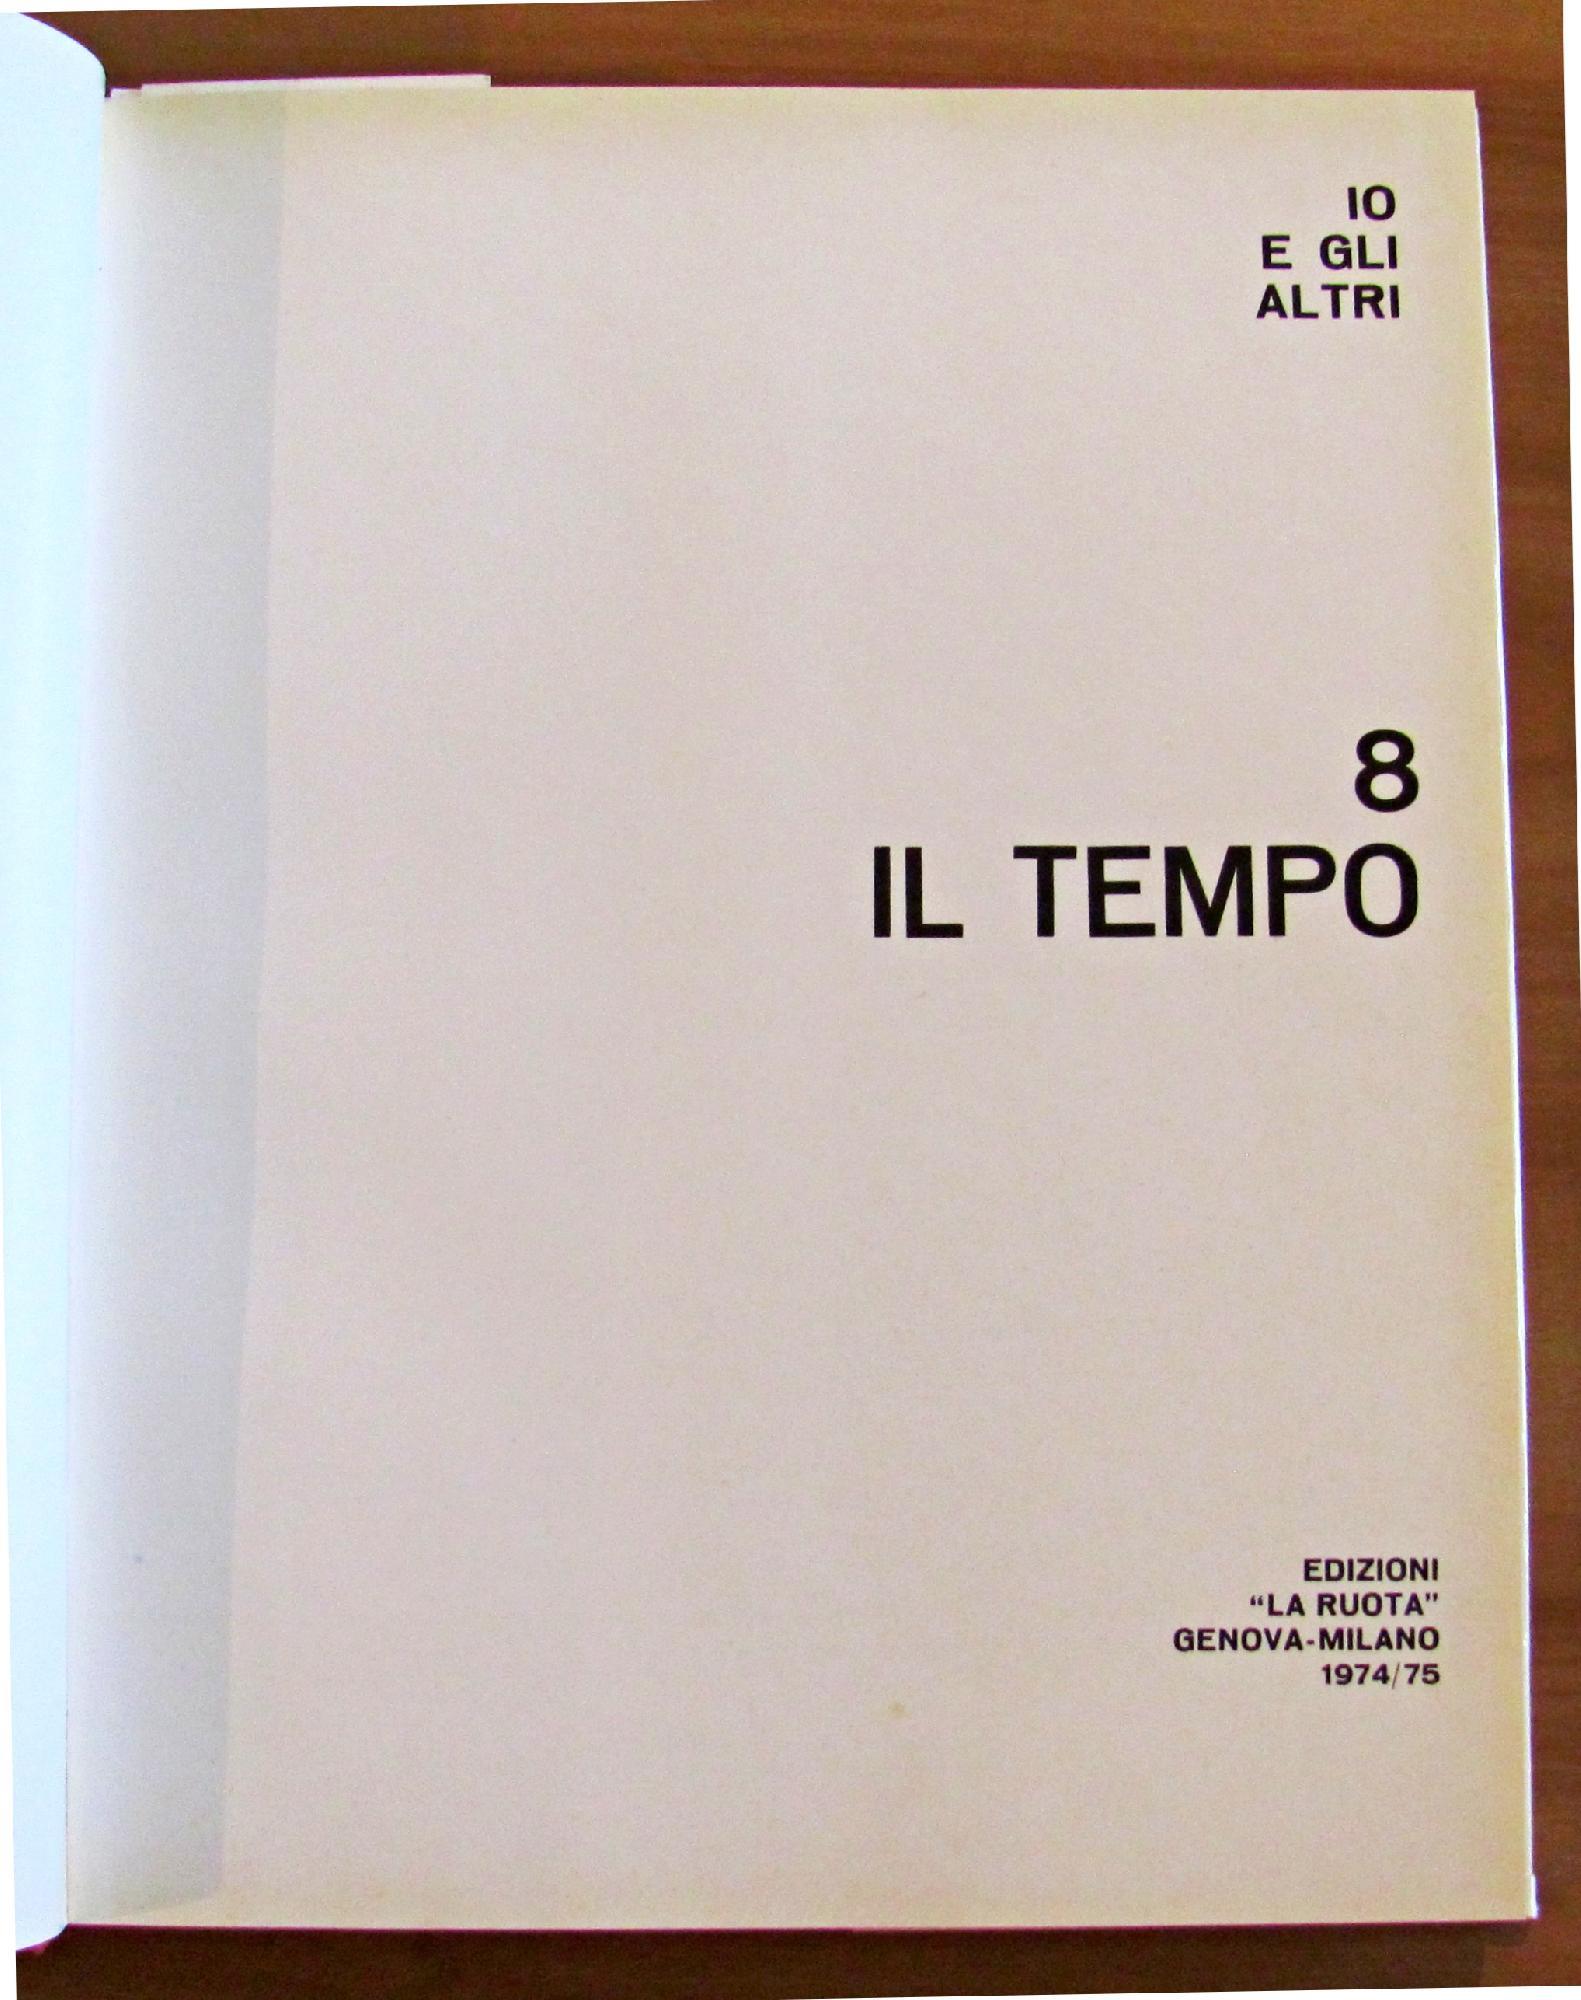 IO
E GLI
ALTRI
8
IL TEMPO
EDIZIONI
“LA RUOTA”
GENOVA-MILANO
1974/75